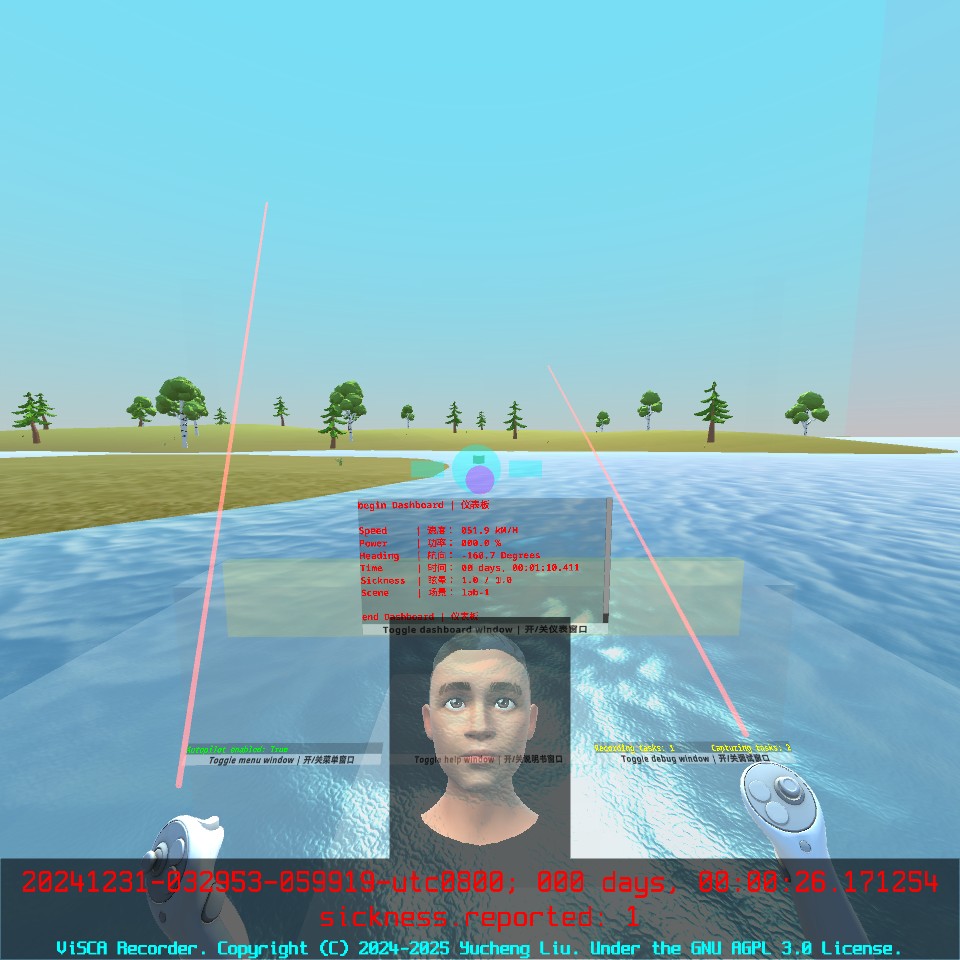 begin Dashboard | 仪表板
Speed | 速度: 051.9 KM/H
Power | 功率: 000.0 %
Heading | 航向: -160.7 Degrees
Time | 时间: 00 days, 00:01:10.411
Sickness | 眩晕: 1.0 / 1.0
Scene | 场景: lab-1
end Dashboard | 仪表板
Toggle dashboard window | 开/关仪表窗口
Autopilot enabled: True
Recording tasks: 1 Capturing tasks: 2
Toggle menu window | 开/关菜单窗口
Toggle help window | 开/关说明书窗口
Toggle debug window | 开/关调试窗口
20241231-032953-059919-utc0800; 000 days, 00:00:26.171254
sickness.reported: 1
ViSCA Recorder. Copyright (C) 2024-2025 Yucheng Liu. Under the GNU AGPL 3.0 License.